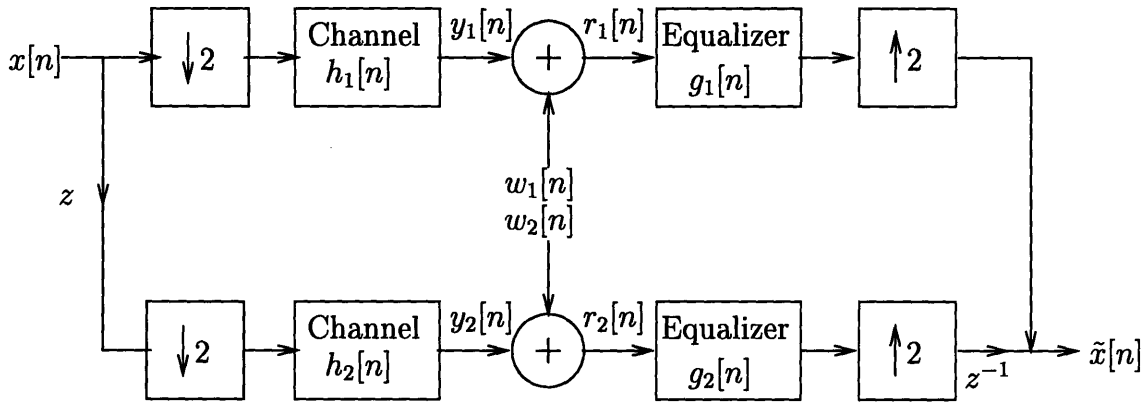 x[n]
↓2
Channel
h₁[n]
y₁[n]
+
r₁[n]
Equalizer
g₁[n]
↑2
z
w₁[n]
w₂[n]
↓2
Channel
h₂[n]
y₂[n]
+
r₂[n]
Equalizer
g₂[n]
↑2
z⁻¹
x̃[n]